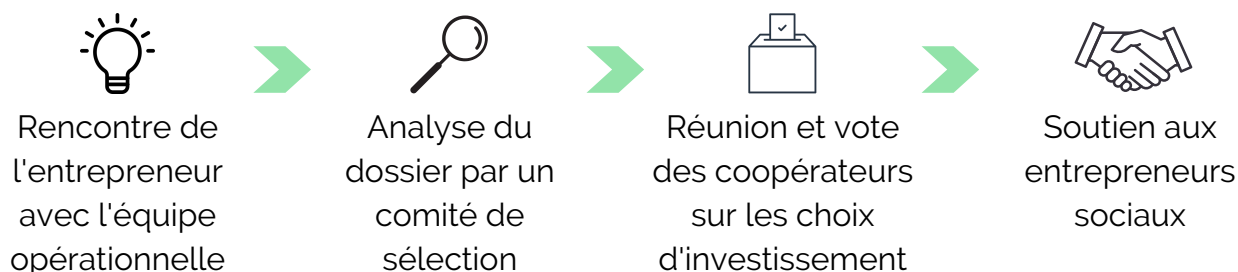 Rencontre de
l'entrepreneur
avec l'équipe
opérationnelle
Analyse du
dossier par un
comité de
sélection
Réunion et vote
des coopérateurs
sur les choix
d'investissement
Soutien aux
entrepreneurs
sociaux